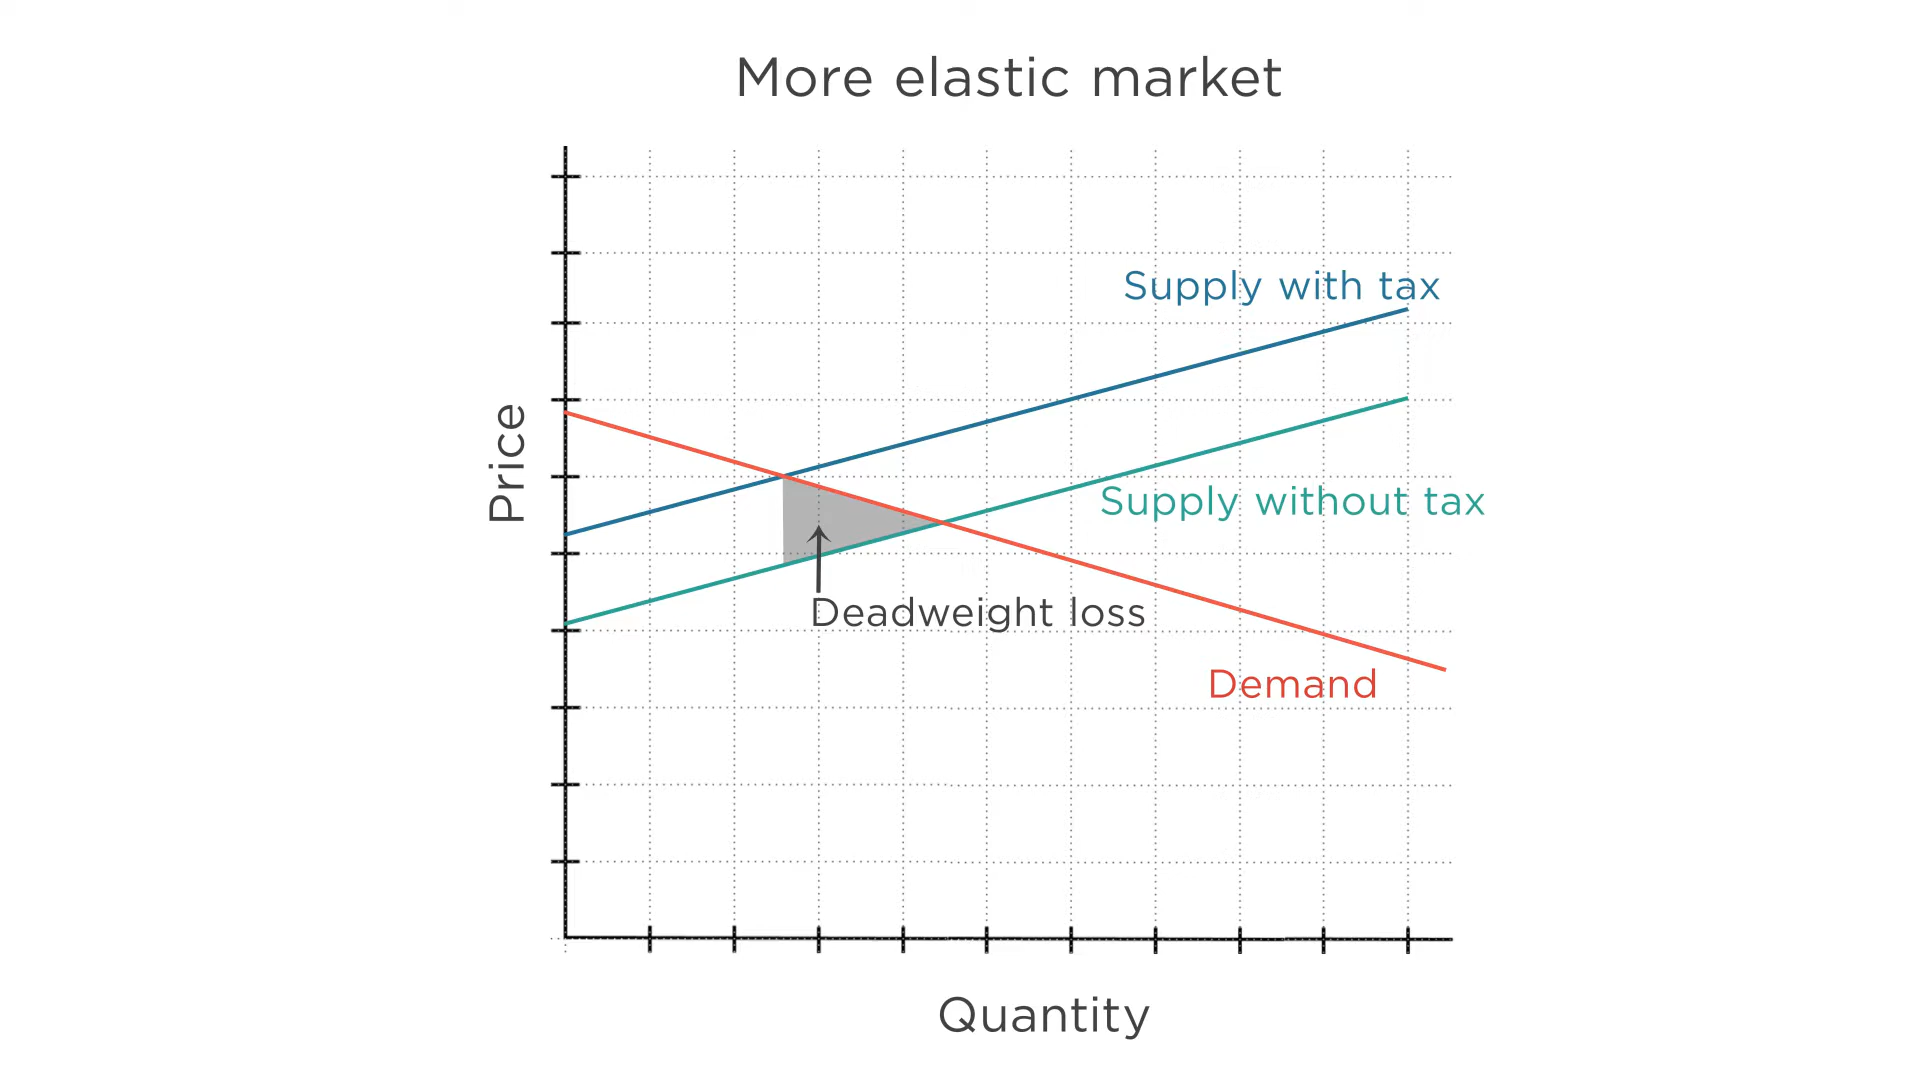 More elastic market
Supply with tax
Price
Supply without tax
Deadweight loss
Demand
Quantity